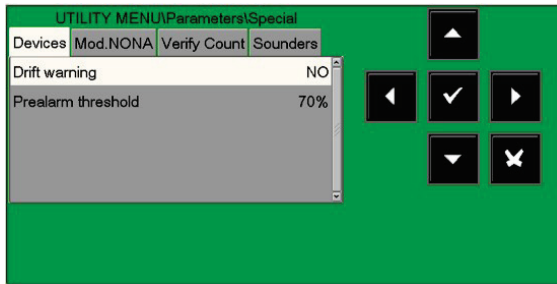 UTILITY MENU\Parameters\Special
Devices Mod.NONA Verify Count Sounders
Drift warning NO
Prealarm threshold 70%